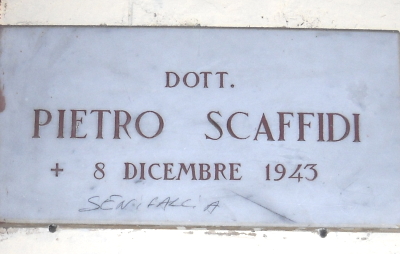 DOTT.
PIETRO SCAFFIDI
+ 8 DICEMBRE 1943